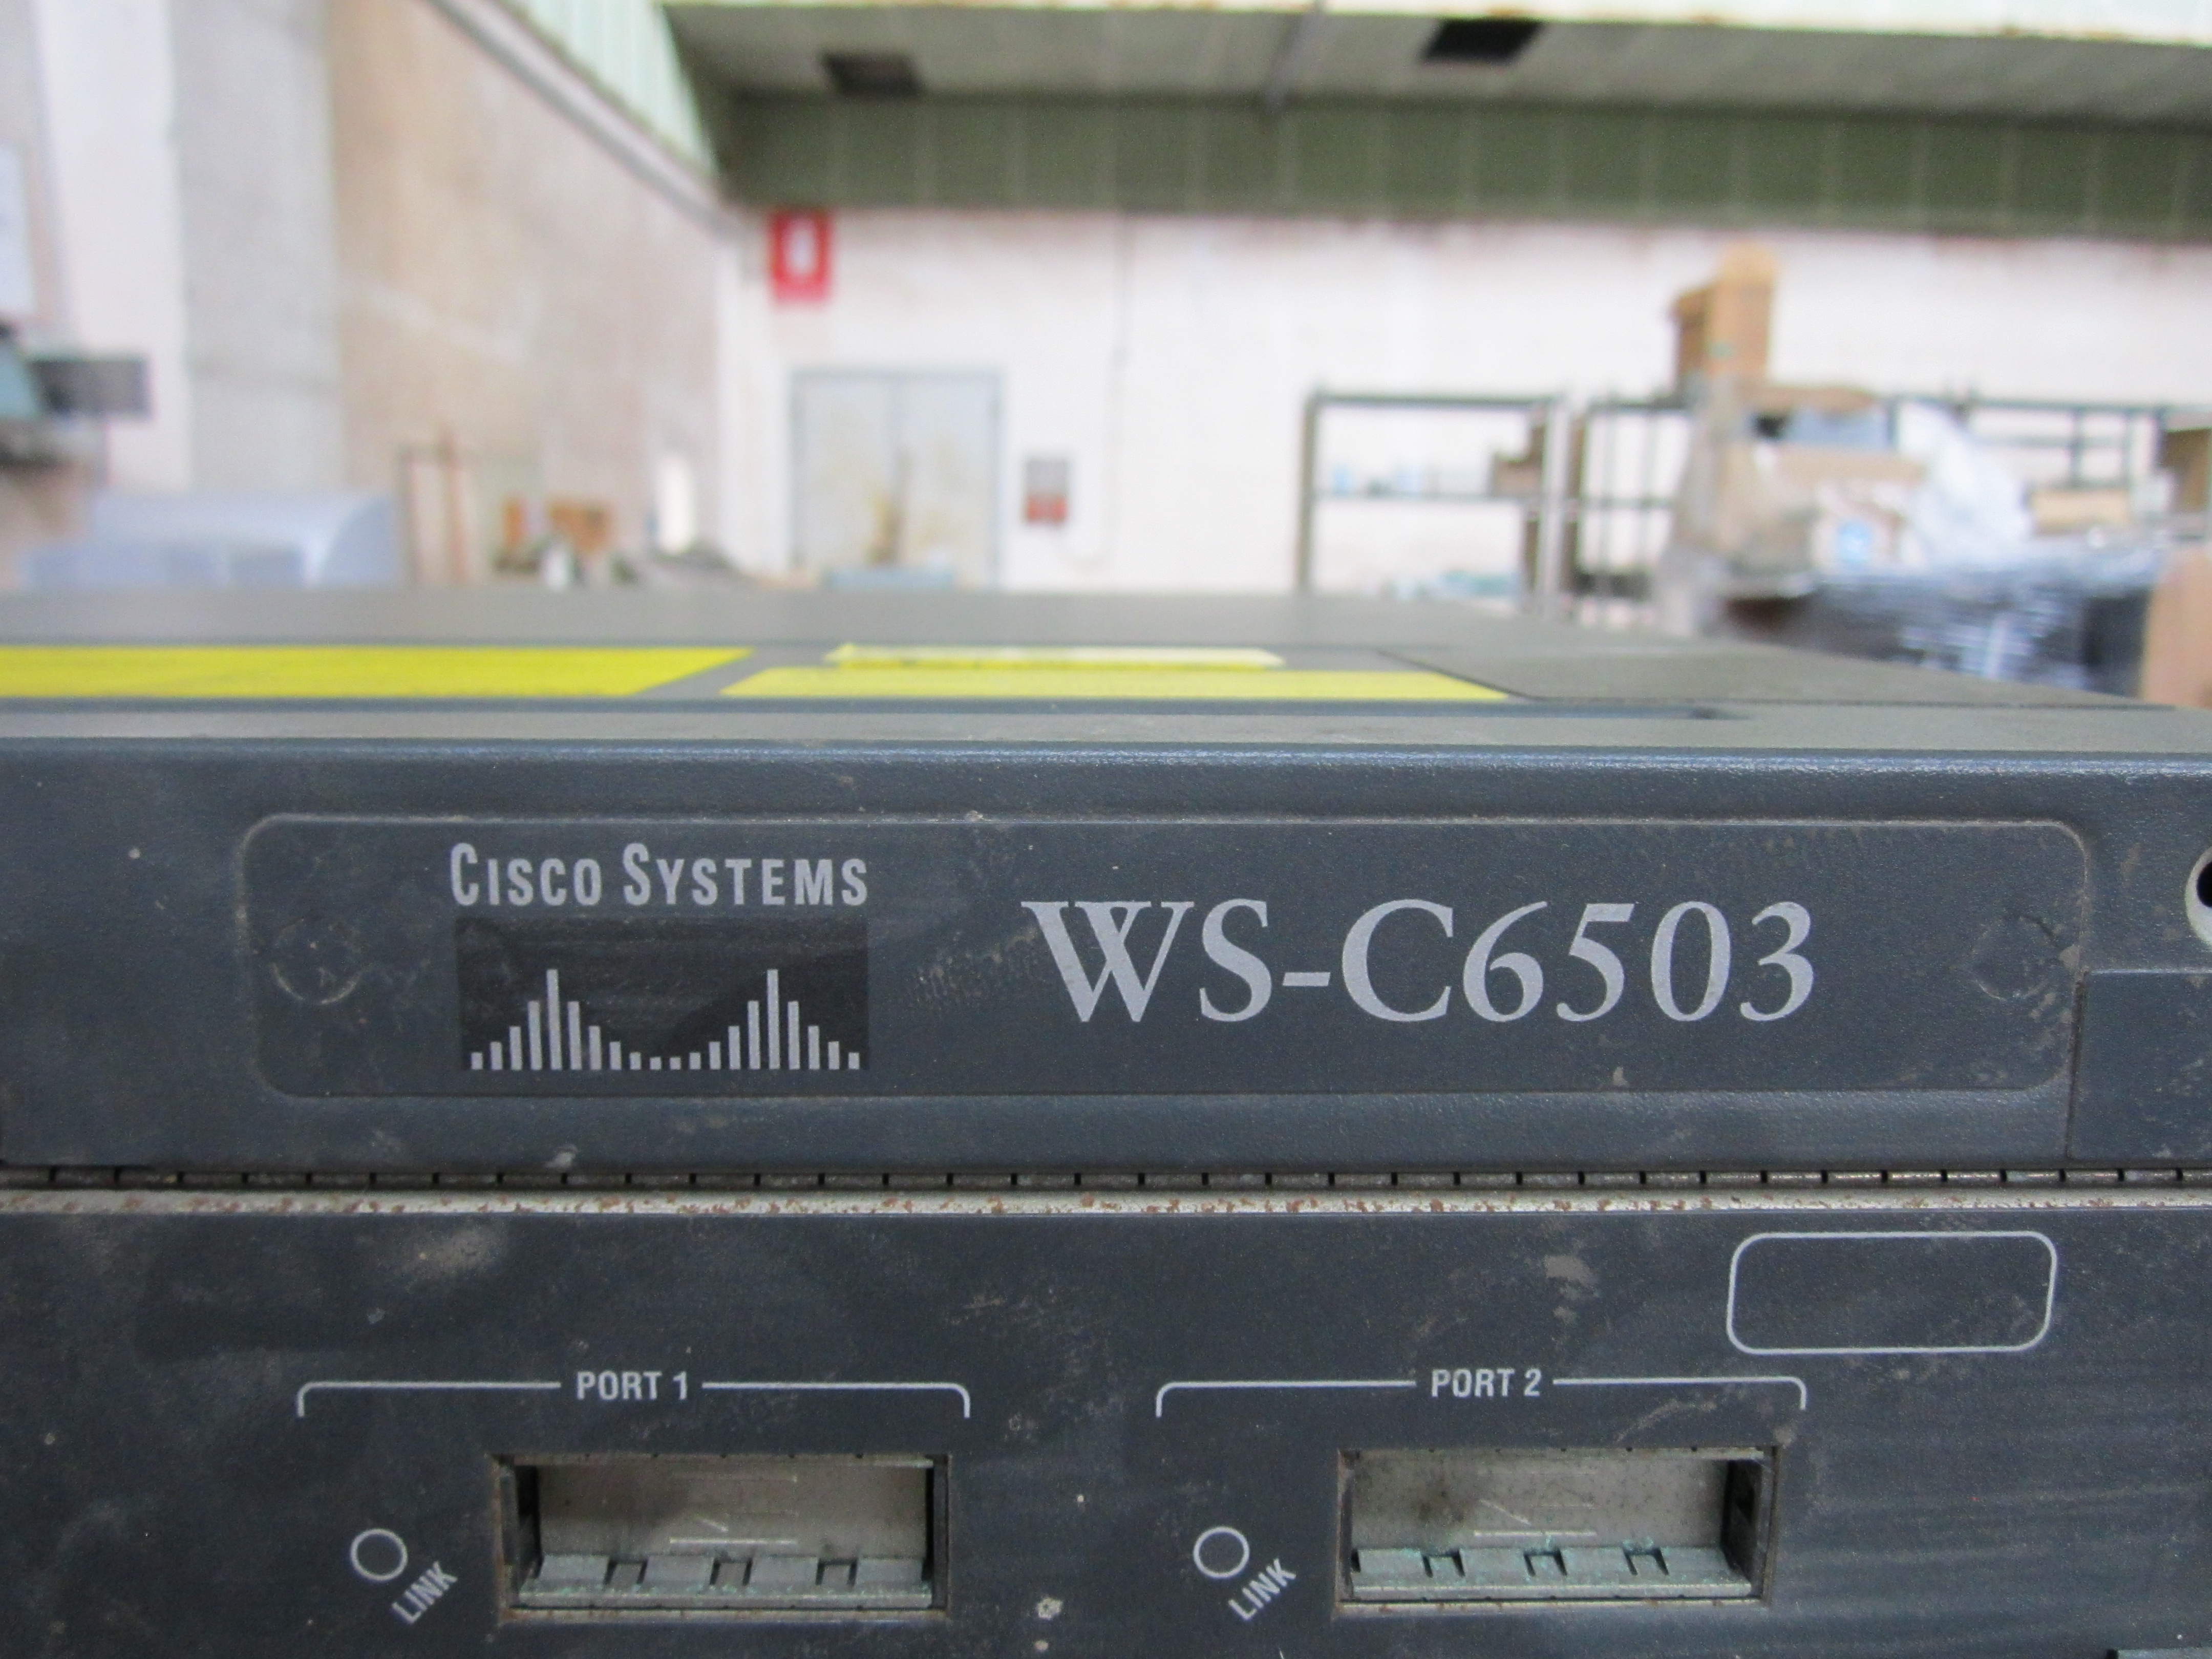 CISCO SYSTEMS
WS-C6503
PORT 1
PORT 2
LINK
LINK